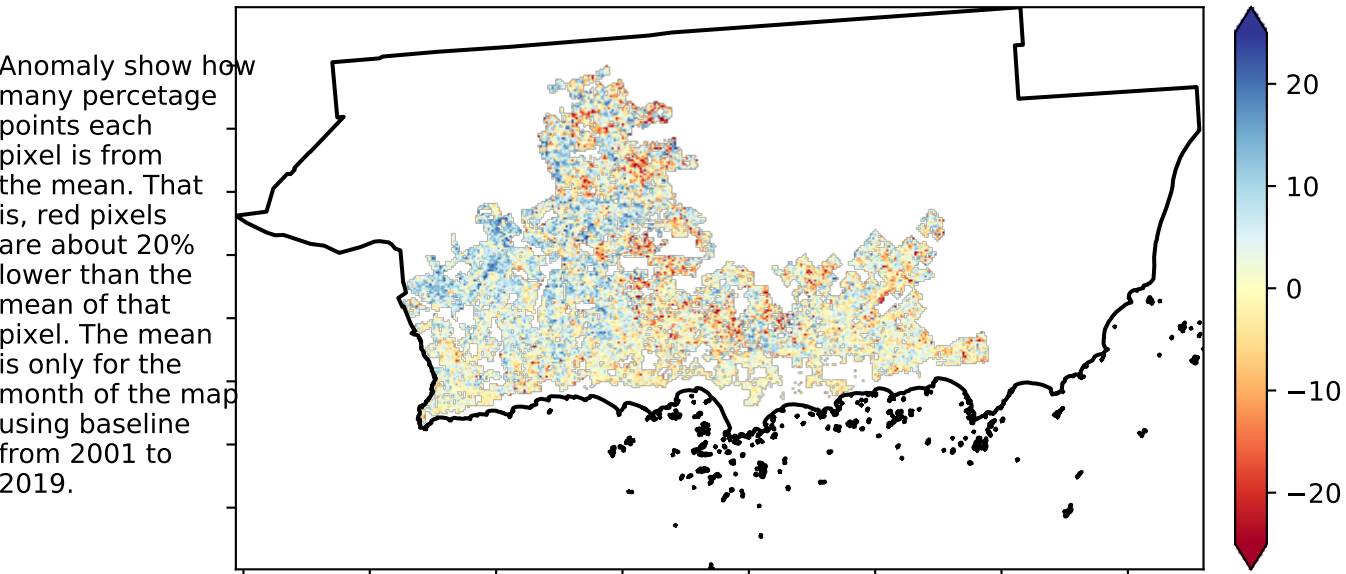 Anomaly show how
many percetage
points each
pixel is from
the mean. That
is, red pixels
are about 20%
lower than the
mean of that
pixel. The mean
is only for the
month of the map
using baseline
from 2001 to
2019.
20
10
0
−10
−20